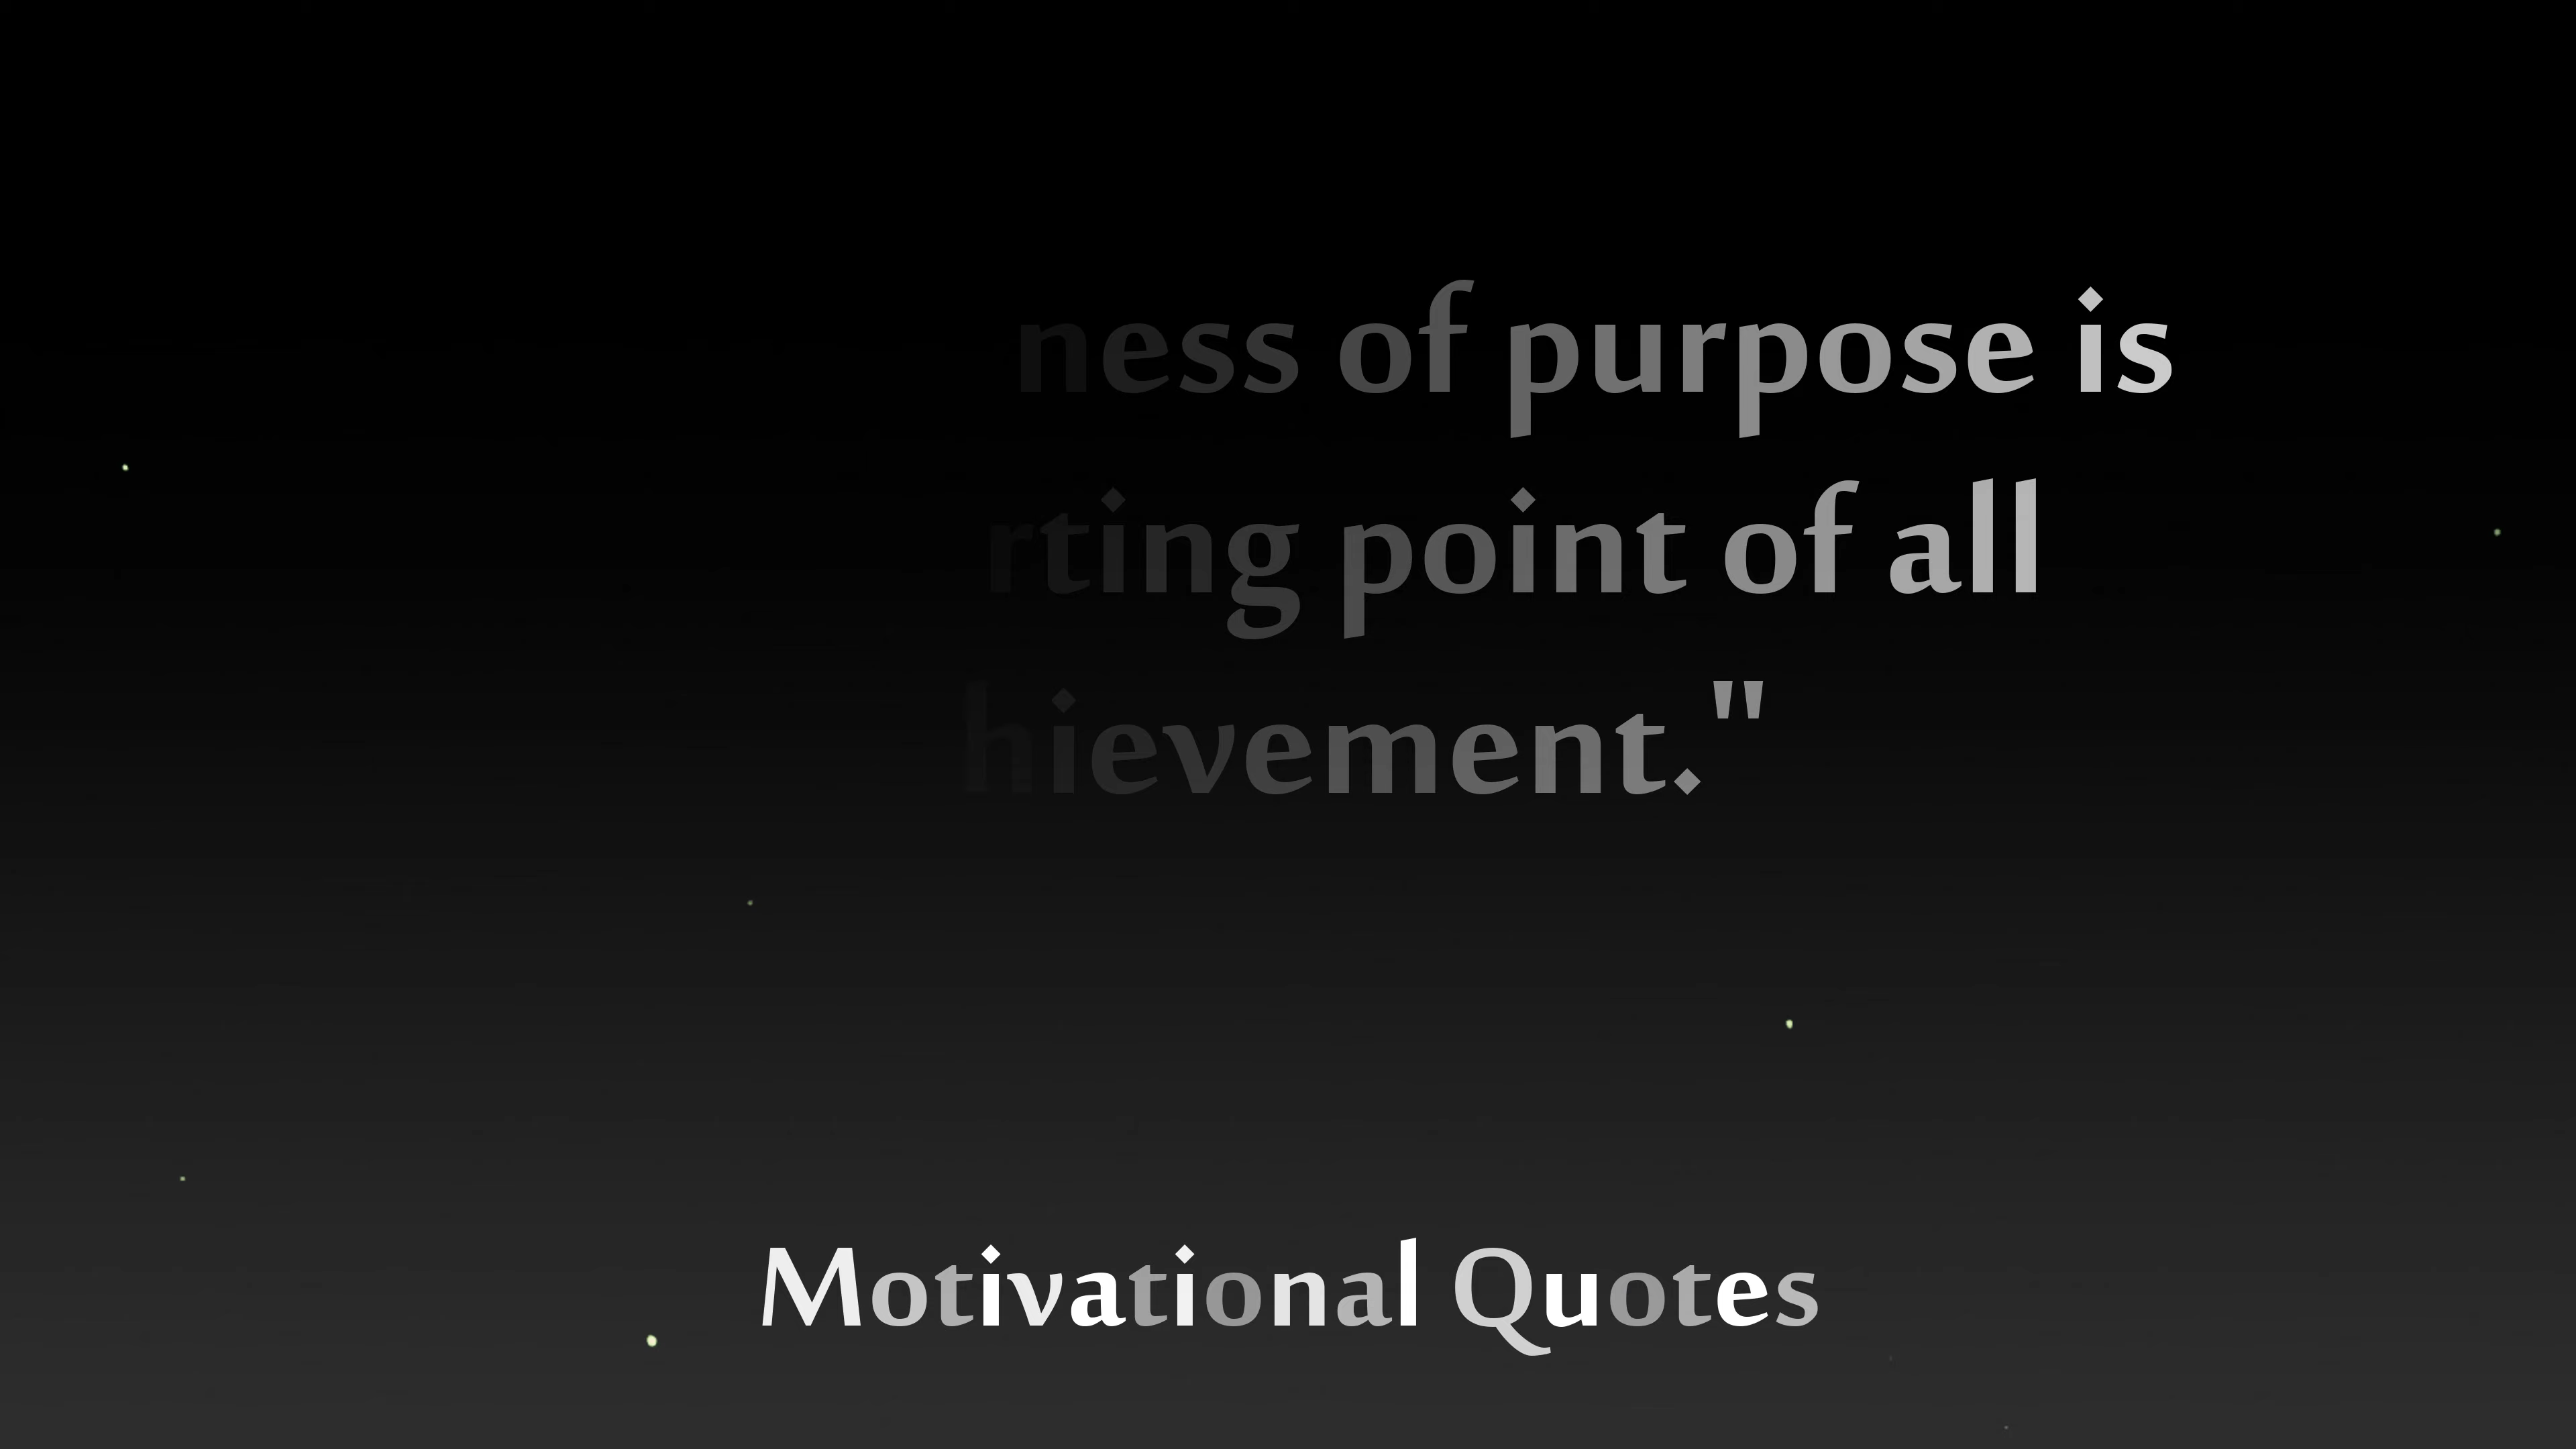 ness of purpose is
rting point of all
hievement."
Motivational Quotes